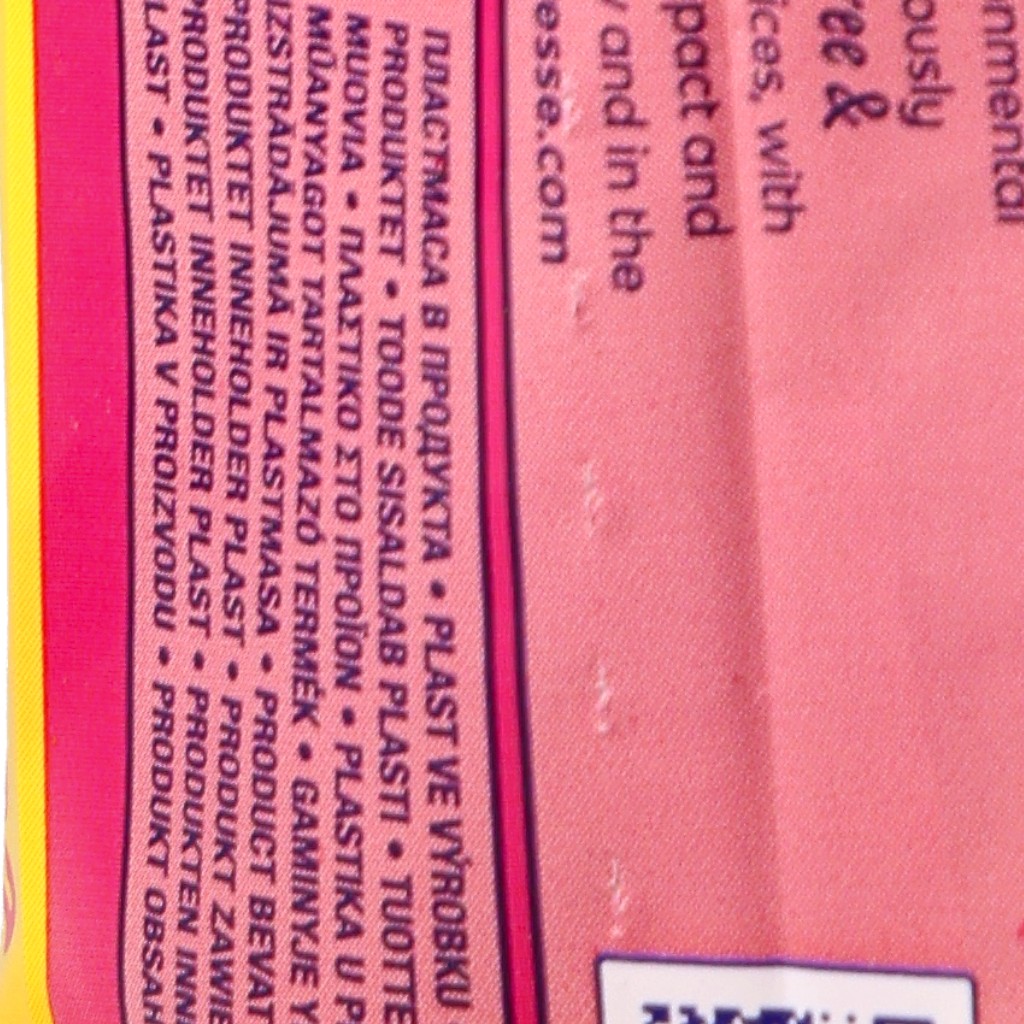 onmental
ously
ree &
ices, with
pact and
and in the
esse.com
ПЛАСТМАСА В ПРОДУКТА • PLAST VE VÝROBKU
PRODUKTET • TOODE SISALDAB PLASTI • TUOTTE
MUOVIA • ΠΛΑΣΤΙΚΟ ΣΤΟ ΠΡΟΪΟΝ • PLASTIKA U P
MŰANYAGOT TARTALMAZÓ TERMÉK • GAMINYJE Y
IZSTRĀDĀJUMĀ IR PLASTMASA • PRODUCT BEVAT
PRODUKTET INNEHOLDER PLAST • PRODUKT ZAWIE
PRODUKTET INNEHOLDER PLAST • PRODUKTEN INN
LAST • PLASTIKA V PROIZVODU • PRODUKT OBSAH